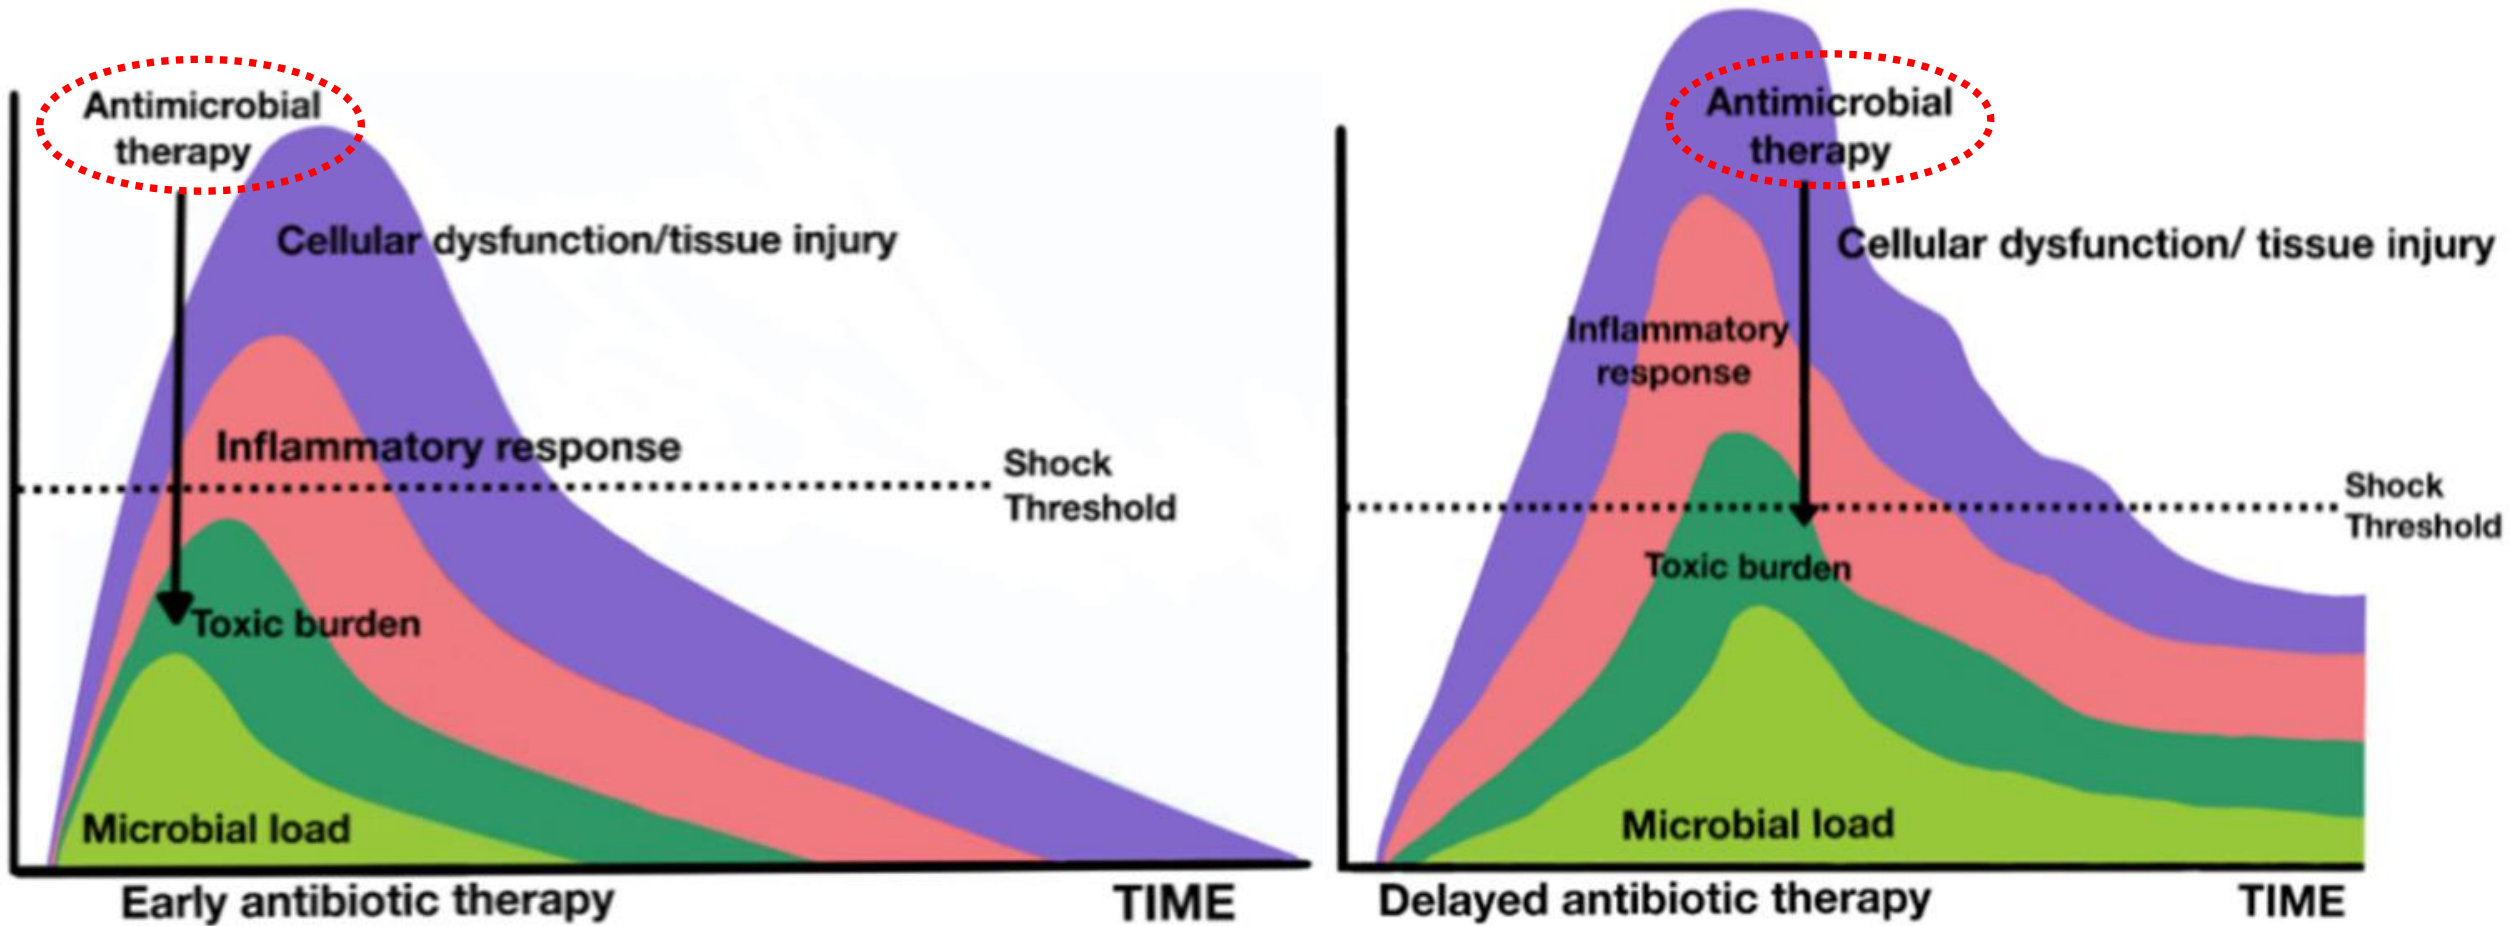 Antimicrobial
therapy
Cellular dysfunction/tissue injury
Inflammatory response
Shock
Threshold
Toxic burden
Microbial load
Early antibiotic therapy
TIME
Antimicrobial
therapy
Cellular dysfunction/ tissue injury
Inflammatory
response
Shock
Threshold
Toxic burden
Microbial load
Delayed antibiotic therapy
TIME